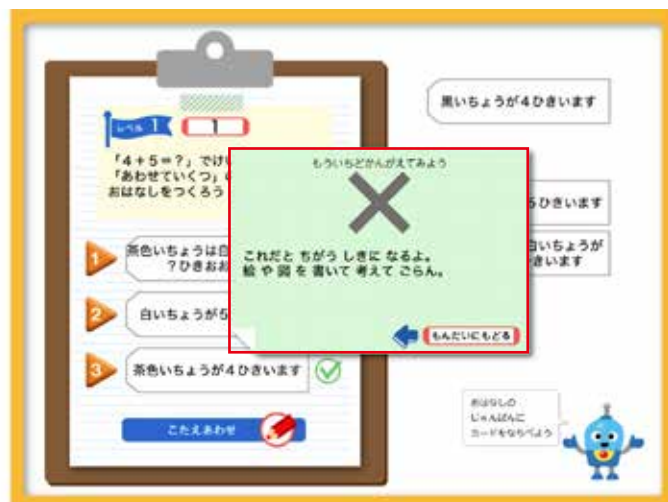 レベル 1
1
「4+5=?」でけい
「あわせていくつ」
おはなしをつくろう
1
茶色いちょうは白
?ひきおお
2
白いちょうが5
3
茶色いちょうが4ひきいます
こたえあわせ
もういちどかんがえてみよう
これだと ちがう しきに なるよ。
絵 や 図 を 書いて 考えて ごらん。
もんだいにもどる
黒いちょうが4ひきいます
5ひきいます
白いちょうが
きいます
おはなしの
じゅんばんに
カードをならべよう